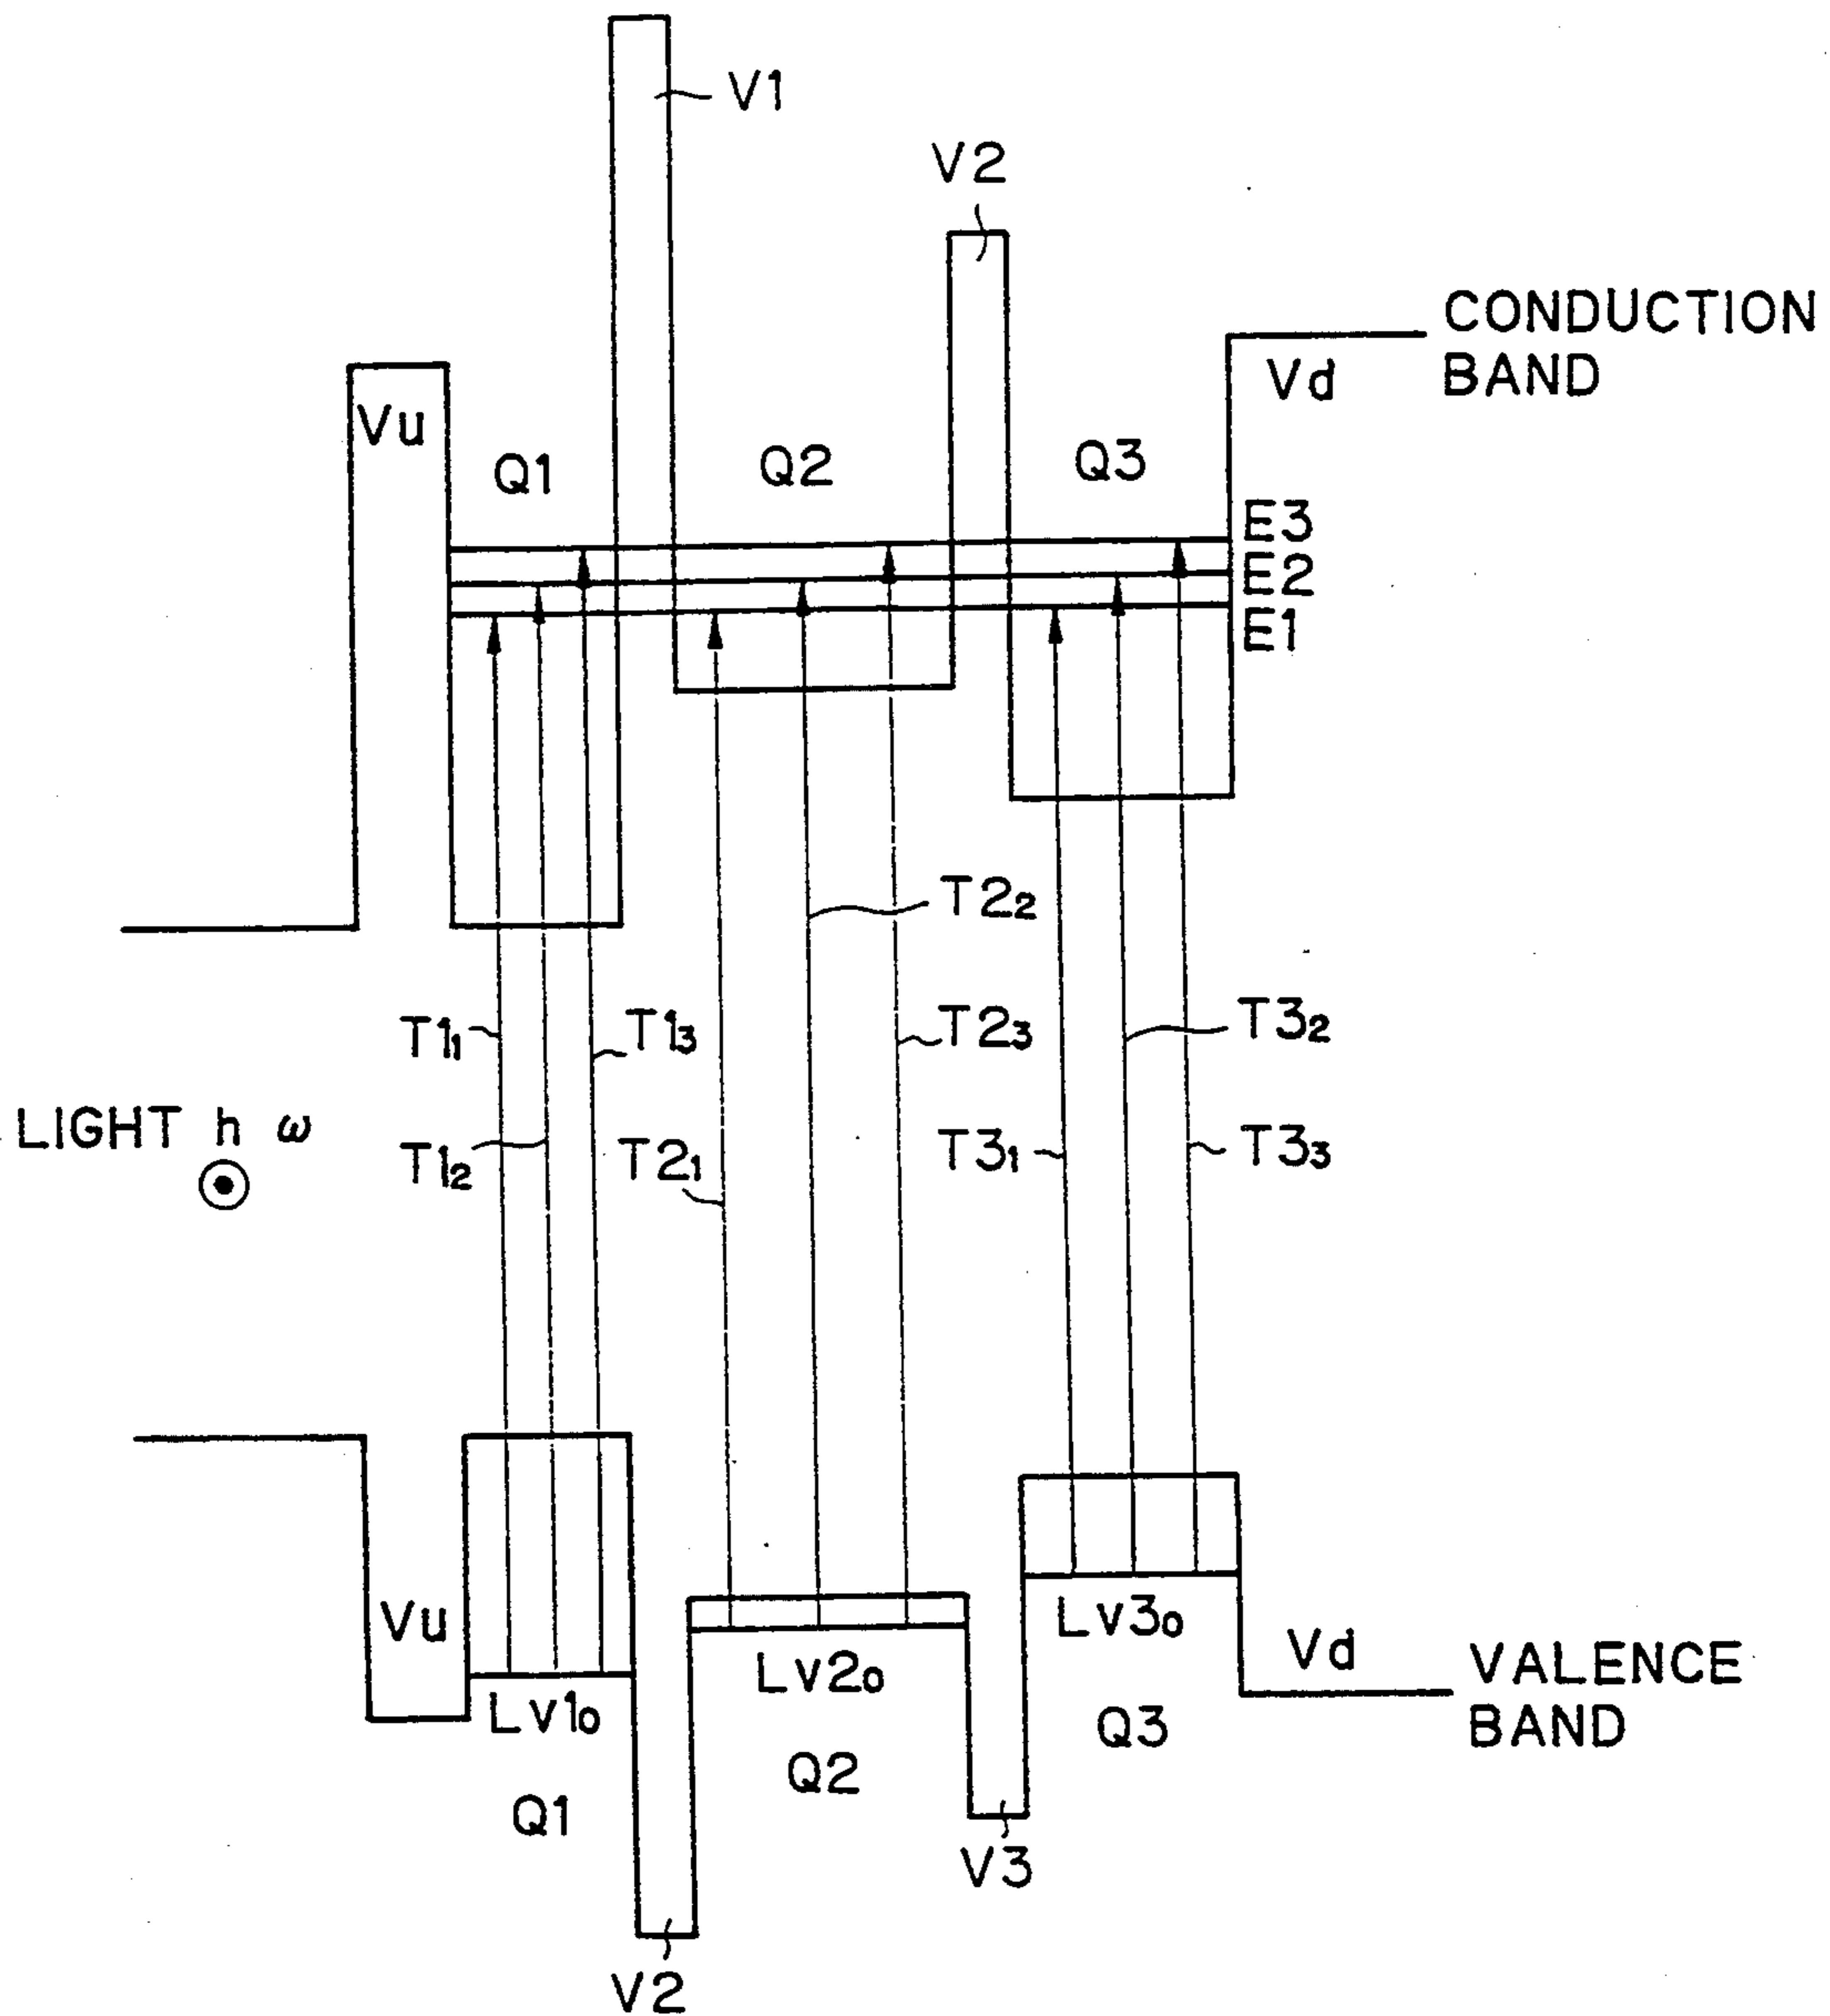 V1
V2
CONDUCTION
BAND
Vd
Vu
Q1
Q2
Q3
E3
E2
E1
T2₂
T1₁
T1₃
T2₃
T3₂
LIGHT h ω
T1₂
T2₁
T3₁
T3₃
Vu
Lv1₀
Lv2₀
Lv3₀
Vd
VALENCE
BAND
Q1
Q2
Q3
V3
V2